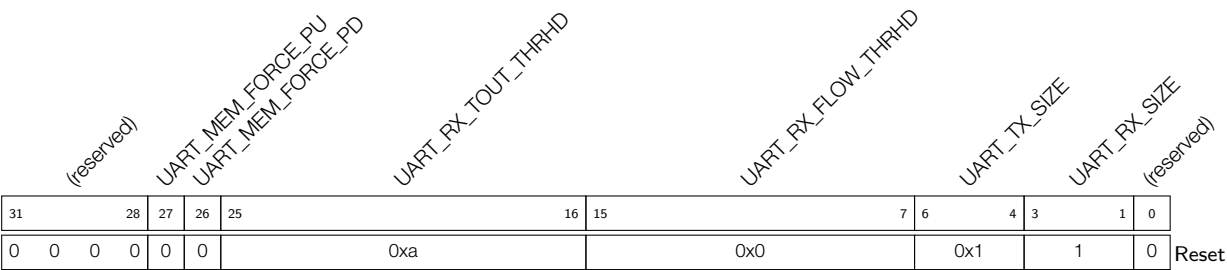 (reserved) UART_MEM_FORCE_PU UART_MEM_FORCE_PD UART_RX_TOUT_THRHD UART_RX_FLOW_THRHD UART_TX_SIZE UART_RX_SIZE (reserved)
31 28 27 26 25 16 15 7 6 4 3 1 0
0 0 0 0 0 0 0xa 0x0 0x1 1 0 Reset